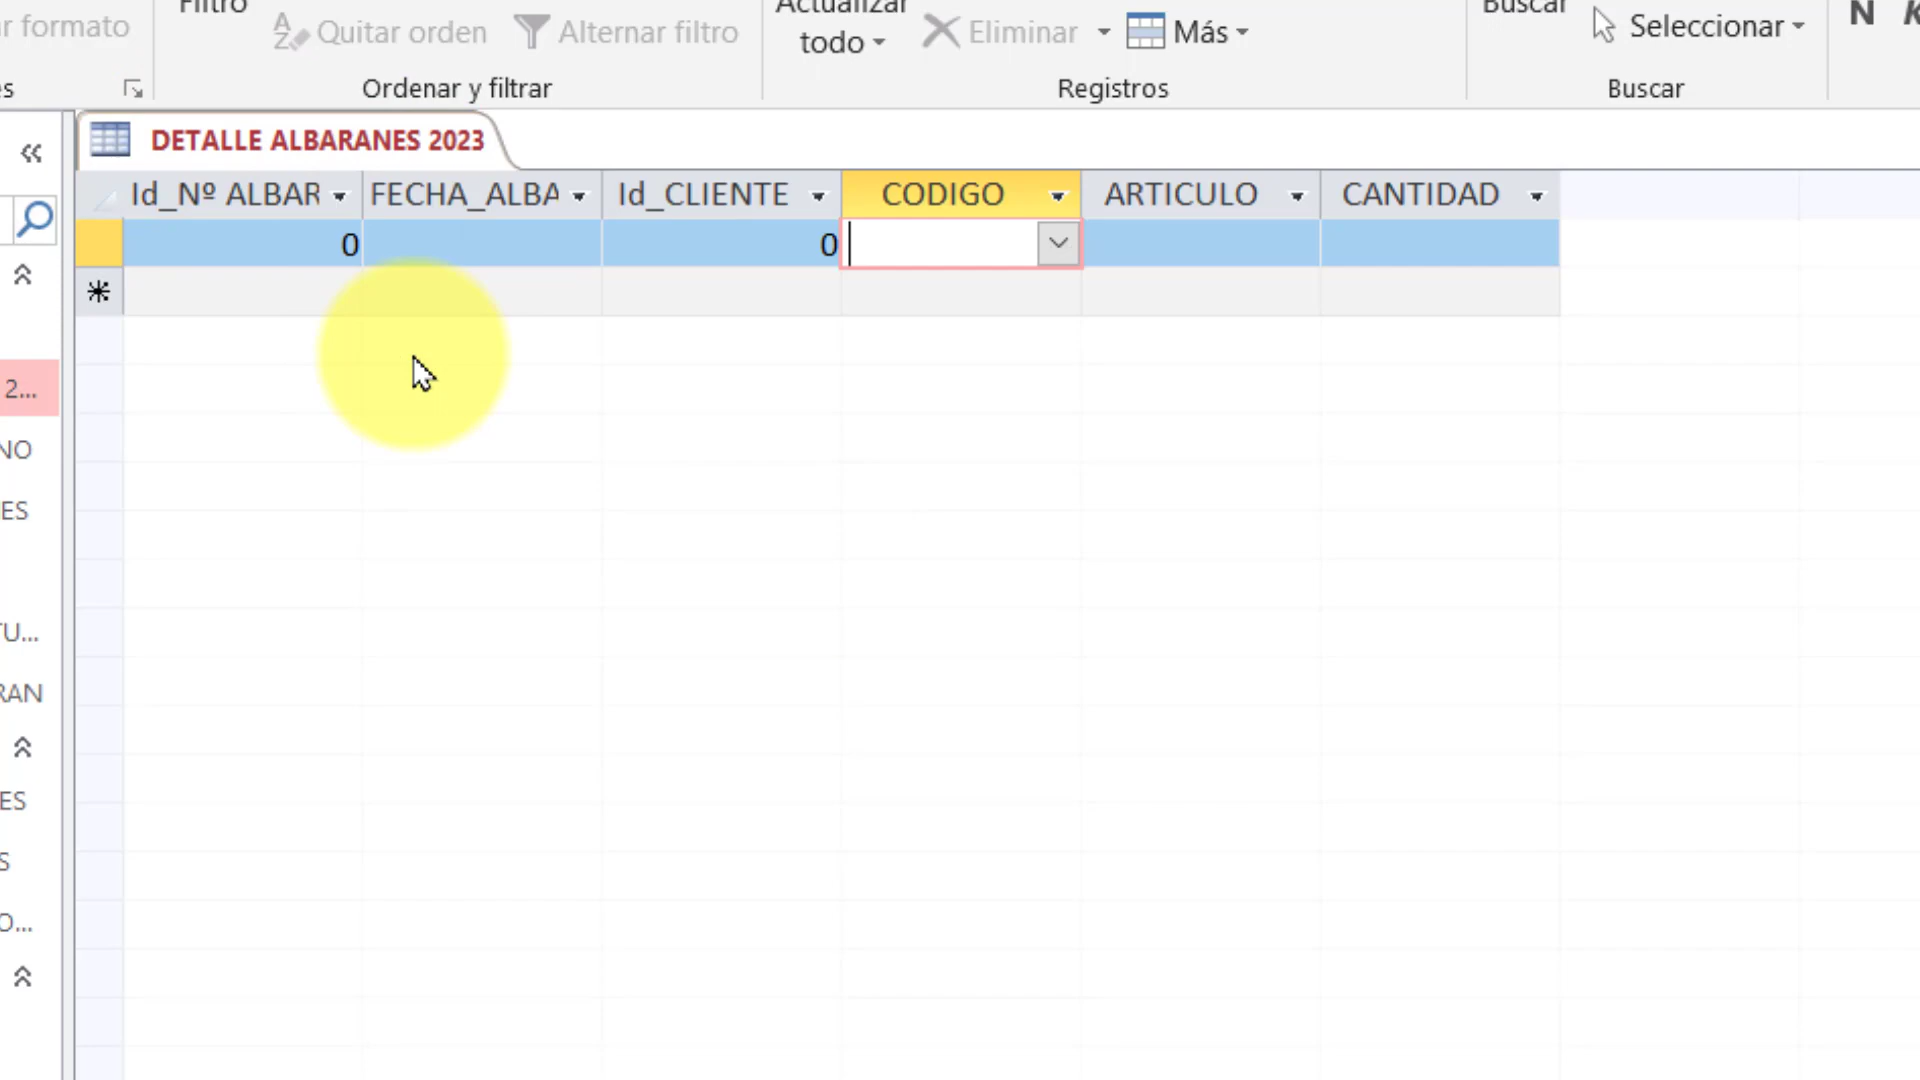 Filtro
r formato
Quitar orden
Alternar filtro
Ordenar y filtrar
Actualizar
todo
Eliminar
Más
Registros
Buscar
Seleccionar
Buscar
N K
s
DETALLE ALBARANES 2023
Id_Nº ALBAR FECHA_ALBA Id_CLIENTE CODIGO ARTICULO CANTIDAD
0 0
2...
NO
ES
TU...
RAN
ES
S
O...